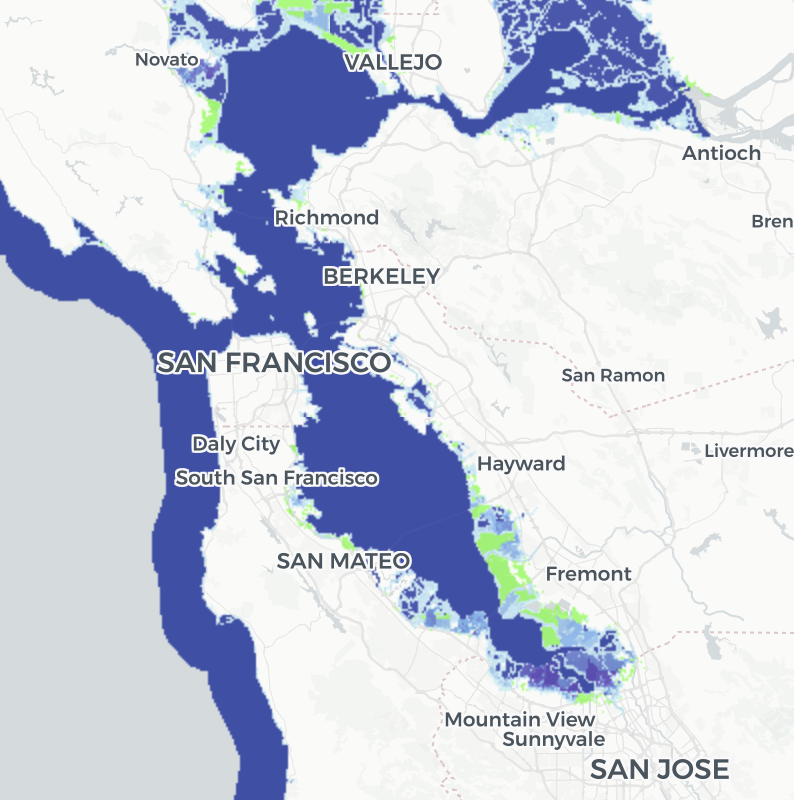 Novato
VALLEJO
Antioch
Richmond
Bren
BERKELEY
SAN FRANCISCO
San Ramon
Daly City
Livermore
Hayward
South San Francisco
SAN MATEO
Fremont
Mountain View
Sunnyvale
SAN JOSE